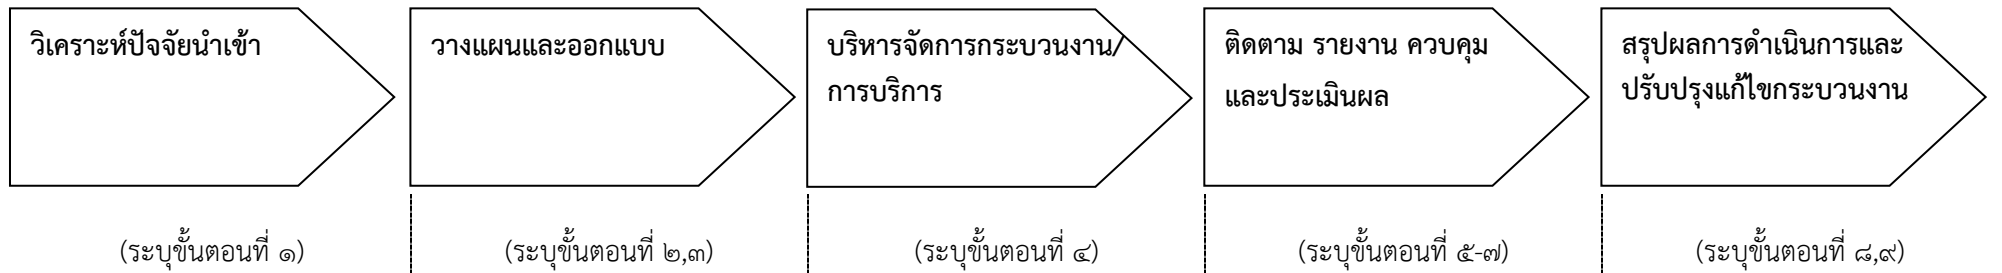 วิเคราะห์ปัจจัยนำเข้า
วางแผนและออกแบบ
บริหารจัดการกระบวนงาน/
การบริการ
ติดตาม รายงาน ควบคุม
และประเมินผล
สรุปผลการดำเนินการและ
ปรับปรุงแก้ไขกระบวนงาน
(ระบุขั้นตอนที่ ๑)
(ระบุขั้นตอนที่ ๒,๓)
(ระบุขั้นตอนที่ ๔)
(ระบุขั้นตอนที่ ๕-๗)
(ระบุขั้นตอนที่ ๘,๙)